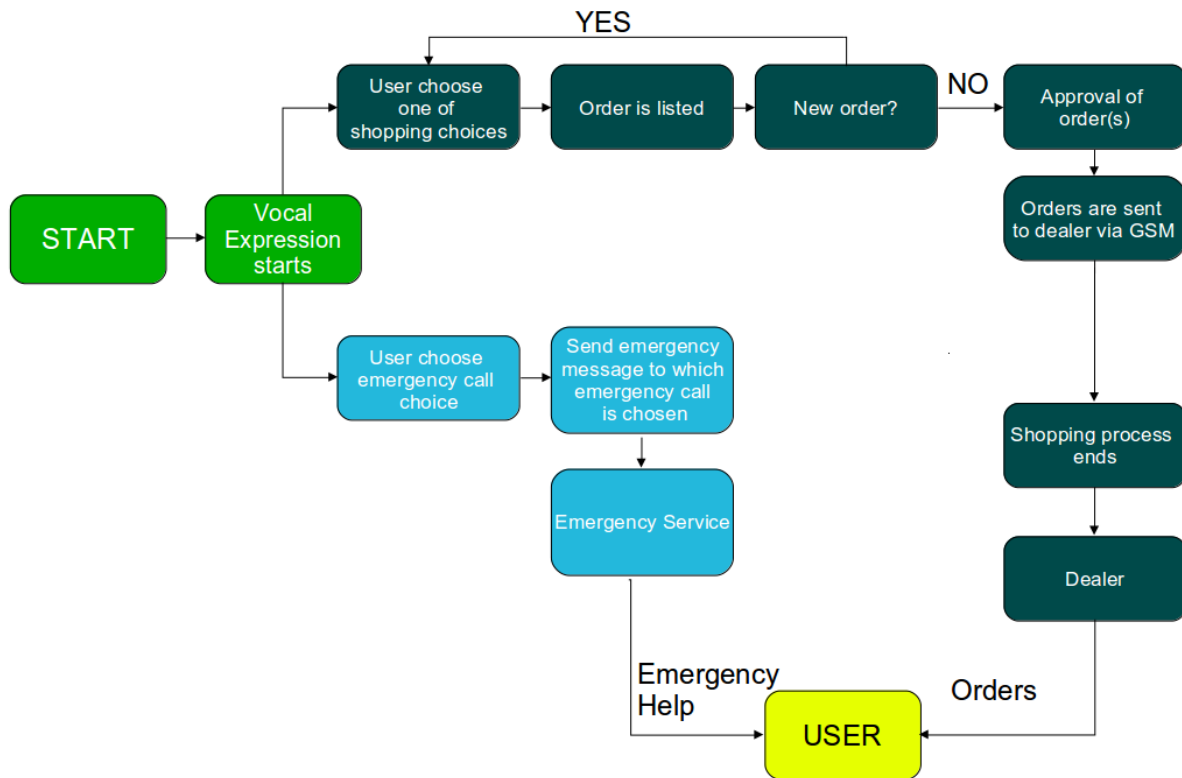 YES
User choose
one of
shopping choices
Order is listed
New order?
NO
Approval of
order(s)
START
Vocal
Expression
starts
Orders are sent
to dealer via GSM
User choose
emergency call
choice
Send emergency
message to which
emergency call
is chosen
Shopping process
ends
Emergency Service
Dealer
Emergency
Help
Orders
USER